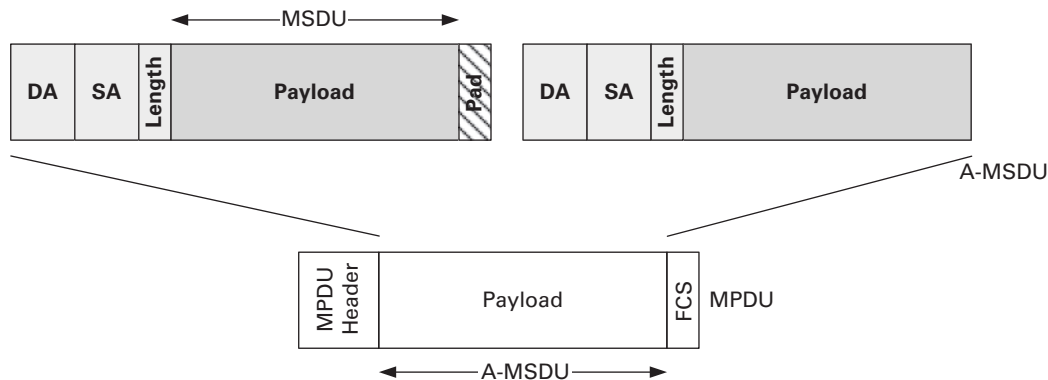 MSDU
DA SA Length Payload Pad DA SA Length Payload
A-MSDU
MPDU Header Payload FCS MPDU
A-MSDU